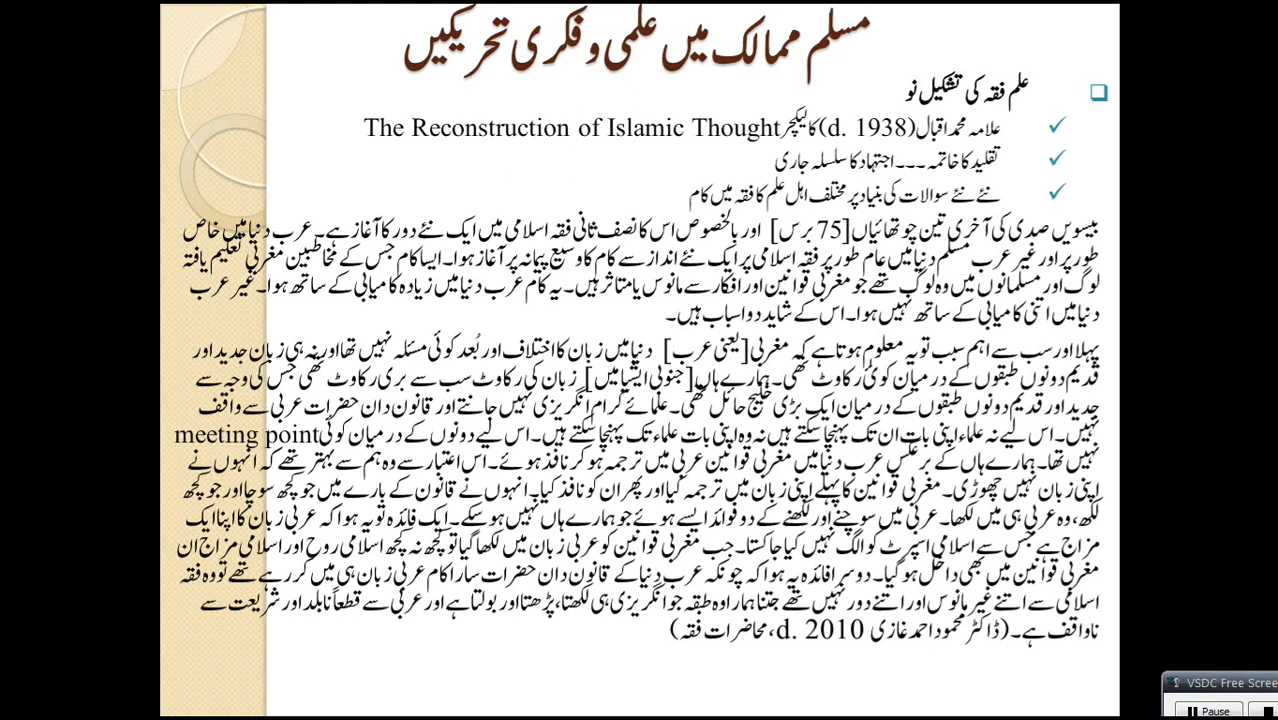 مسلم ممالک میں علمی و فکری تحریکیں
علم فقہ کی تشکیل نو
علامہ محمد اقبال (d. 1938) کا لیکچر The Reconstruction of Islamic Thought
تقلید کا خاتمہ۔۔۔اجتہاد کا سلسلہ جاری
نئے نئے سوالات کی بنیاد پر مختلف اہل علم کا فقہ میں کام
بیسویں صدی کی آخری تین چوتھائیاں [75 برس] اور بالخصوص اس کا نصف ثانی فقہ اسلامی میں ایک نئے دور کا آغاز ہے۔ عرب دنیا میں خاص
طور پر اور غیر عرب مسلم دنیا میں عام طور پر فقہ اسلامی پر ایک نئے انداز سے کام کا وسیع پیمانہ پر آغاز ہوا۔ ایسا کام جس کے مخاطبین مغربی تعلیم یافتہ
لوگ اور مسلمانوں میں وہ لوگ تھے جو مغربی قوانین اور افکار سے مانوس یا متاثر ہیں۔ یہ کام عرب دنیا میں زیادہ کامیابی کے ساتھ ہوا۔ غیر عرب
دنیا میں اتنی کامیابی کے ساتھ نہیں ہوا۔ اس کے شاید دو اسباب ہیں۔
پہلا اور سب سے اہم سبب تو یہ معلوم ہوتا ہے کہ مغربی [یعنی عرب] دنیا میں زبان کا اختلاف اور بُعد کوئی مسئلہ نہیں تھا اور نہ ہی زبان جدید اور
قدیم دونوں طبقوں کے درمیان کوئی رکاوٹ تھی۔ ہمارے ہاں [جنوبی ایشیا میں] زبان کی رکاوٹ سب سے بری رکاوٹ تھی جس کی وجہ سے
جدید اور قدیم دونوں طبقوں کے درمیان ایک بڑی خلیج حائل تھی۔ علمائے کرام انگریزی نہیں جانتے اور قانون دان حضرات عربی سے واقف
نہیں۔ اس لیے نہ علماء اپنی بات ان تک پہنچا سکتے ہیں نہ وہ اپنی بات علماء تک پہنچا سکتے ہیں۔ اس لیے دونوں کے درمیان کوئی meeting point
نہیں تھا۔ ہمارے ہاں کے برعکس عرب دنیا میں مغربی قوانین عربی میں ترجمہ ہو کر نافذ ہوئے۔ اس اعتبار سے وہ ہم سے بہتر تھے کہ انہوں نے
اپنی زبان نہیں چھوڑی۔ مغربی قوانین کا پہلے اپنی زبان میں ترجمہ کیا اور پھر ان کو نافذ کیا۔ انہوں نے قانون کے بارے میں جو کچھ سوچا اور جو کچھ
لکھا، وہ عربی ہی میں لکھا۔ عربی میں سوچنے اور لکھنے کے دو فوائد ایسے ہوئے جو ہمارے ہاں نہیں ہو سکے۔ ایک فائدہ تو یہ ہوا کہ عربی زبان کا اپنا ایک
مزاج ہے جس سے اسلامی اسپرٹ کو الگ نہیں کیا جا سکتا۔ جب مغربی قوانین کو عربی زبان میں لکھا گیا تو کچھ نہ کچھ اسلامی روح اور اسلامی مزاج ان
مغربی قوانین میں بھی داخل ہو گیا۔ دوسرا فائدہ یہ ہوا کہ چونکہ عرب دنیا کے قانون دان حضرات سارا کام عربی زبان ہی میں کر رہے تھے تو وہ فقہ
اسلامی سے اتنے غیر مانوس اور اتنے دور نہیں تھے جتنا ہمارا وہ طبقہ جو انگریزی ہی لکھتا، پڑھتا اور بولتا ہے اور عربی سے قطعاً نابلد اور شریعت سے
ناواقف ہے۔ (ڈاکٹر محمود احمد غازی d. 2010، محاضرات فقہ)
VSDC Free Scree
Pause